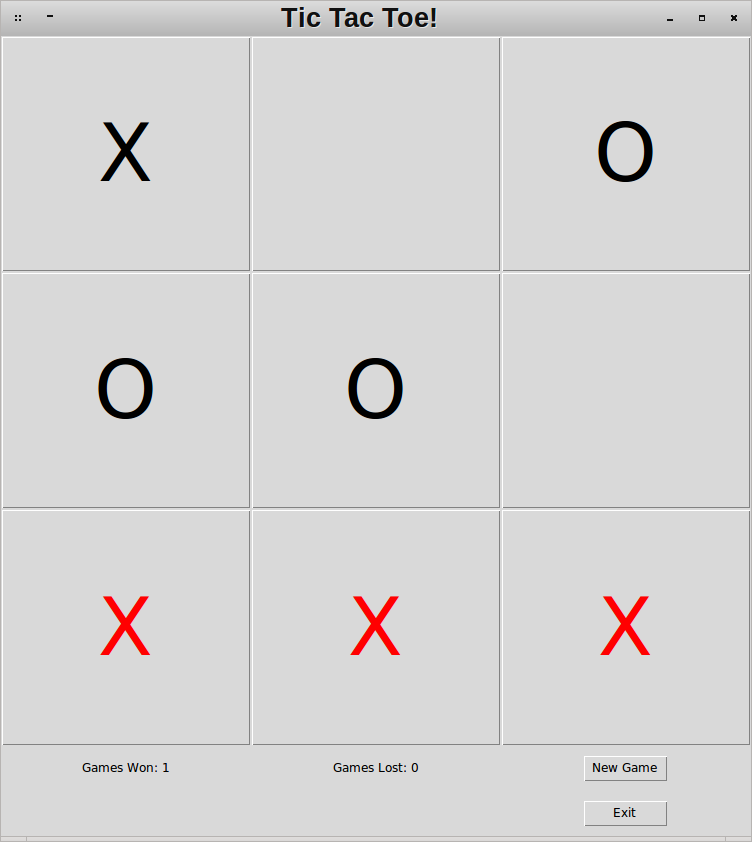 Tic Tac Toe!
X O
O O
X X X
Games Won: 1 Games Lost: 0 New Game
Exit